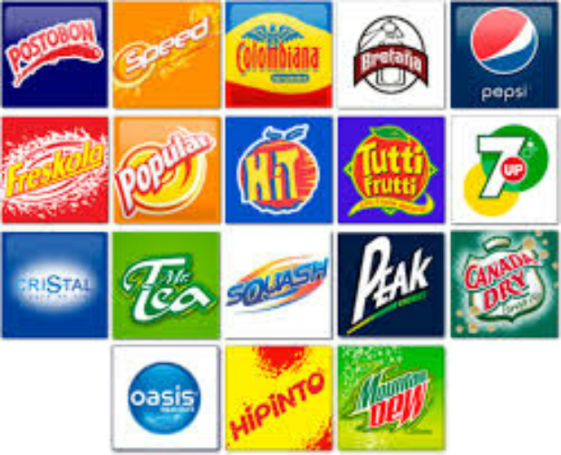 POSTOBON
Speed
Colombiana
Bretaña
pepsi
Freskola
Popular
HiT
Tutti
Frutti
7
UP
CRISTAL
Mr.
Tea
SQUASH
PEAK
CANADA
DRY
oasis
HiPiNTO
Mountain
DEW